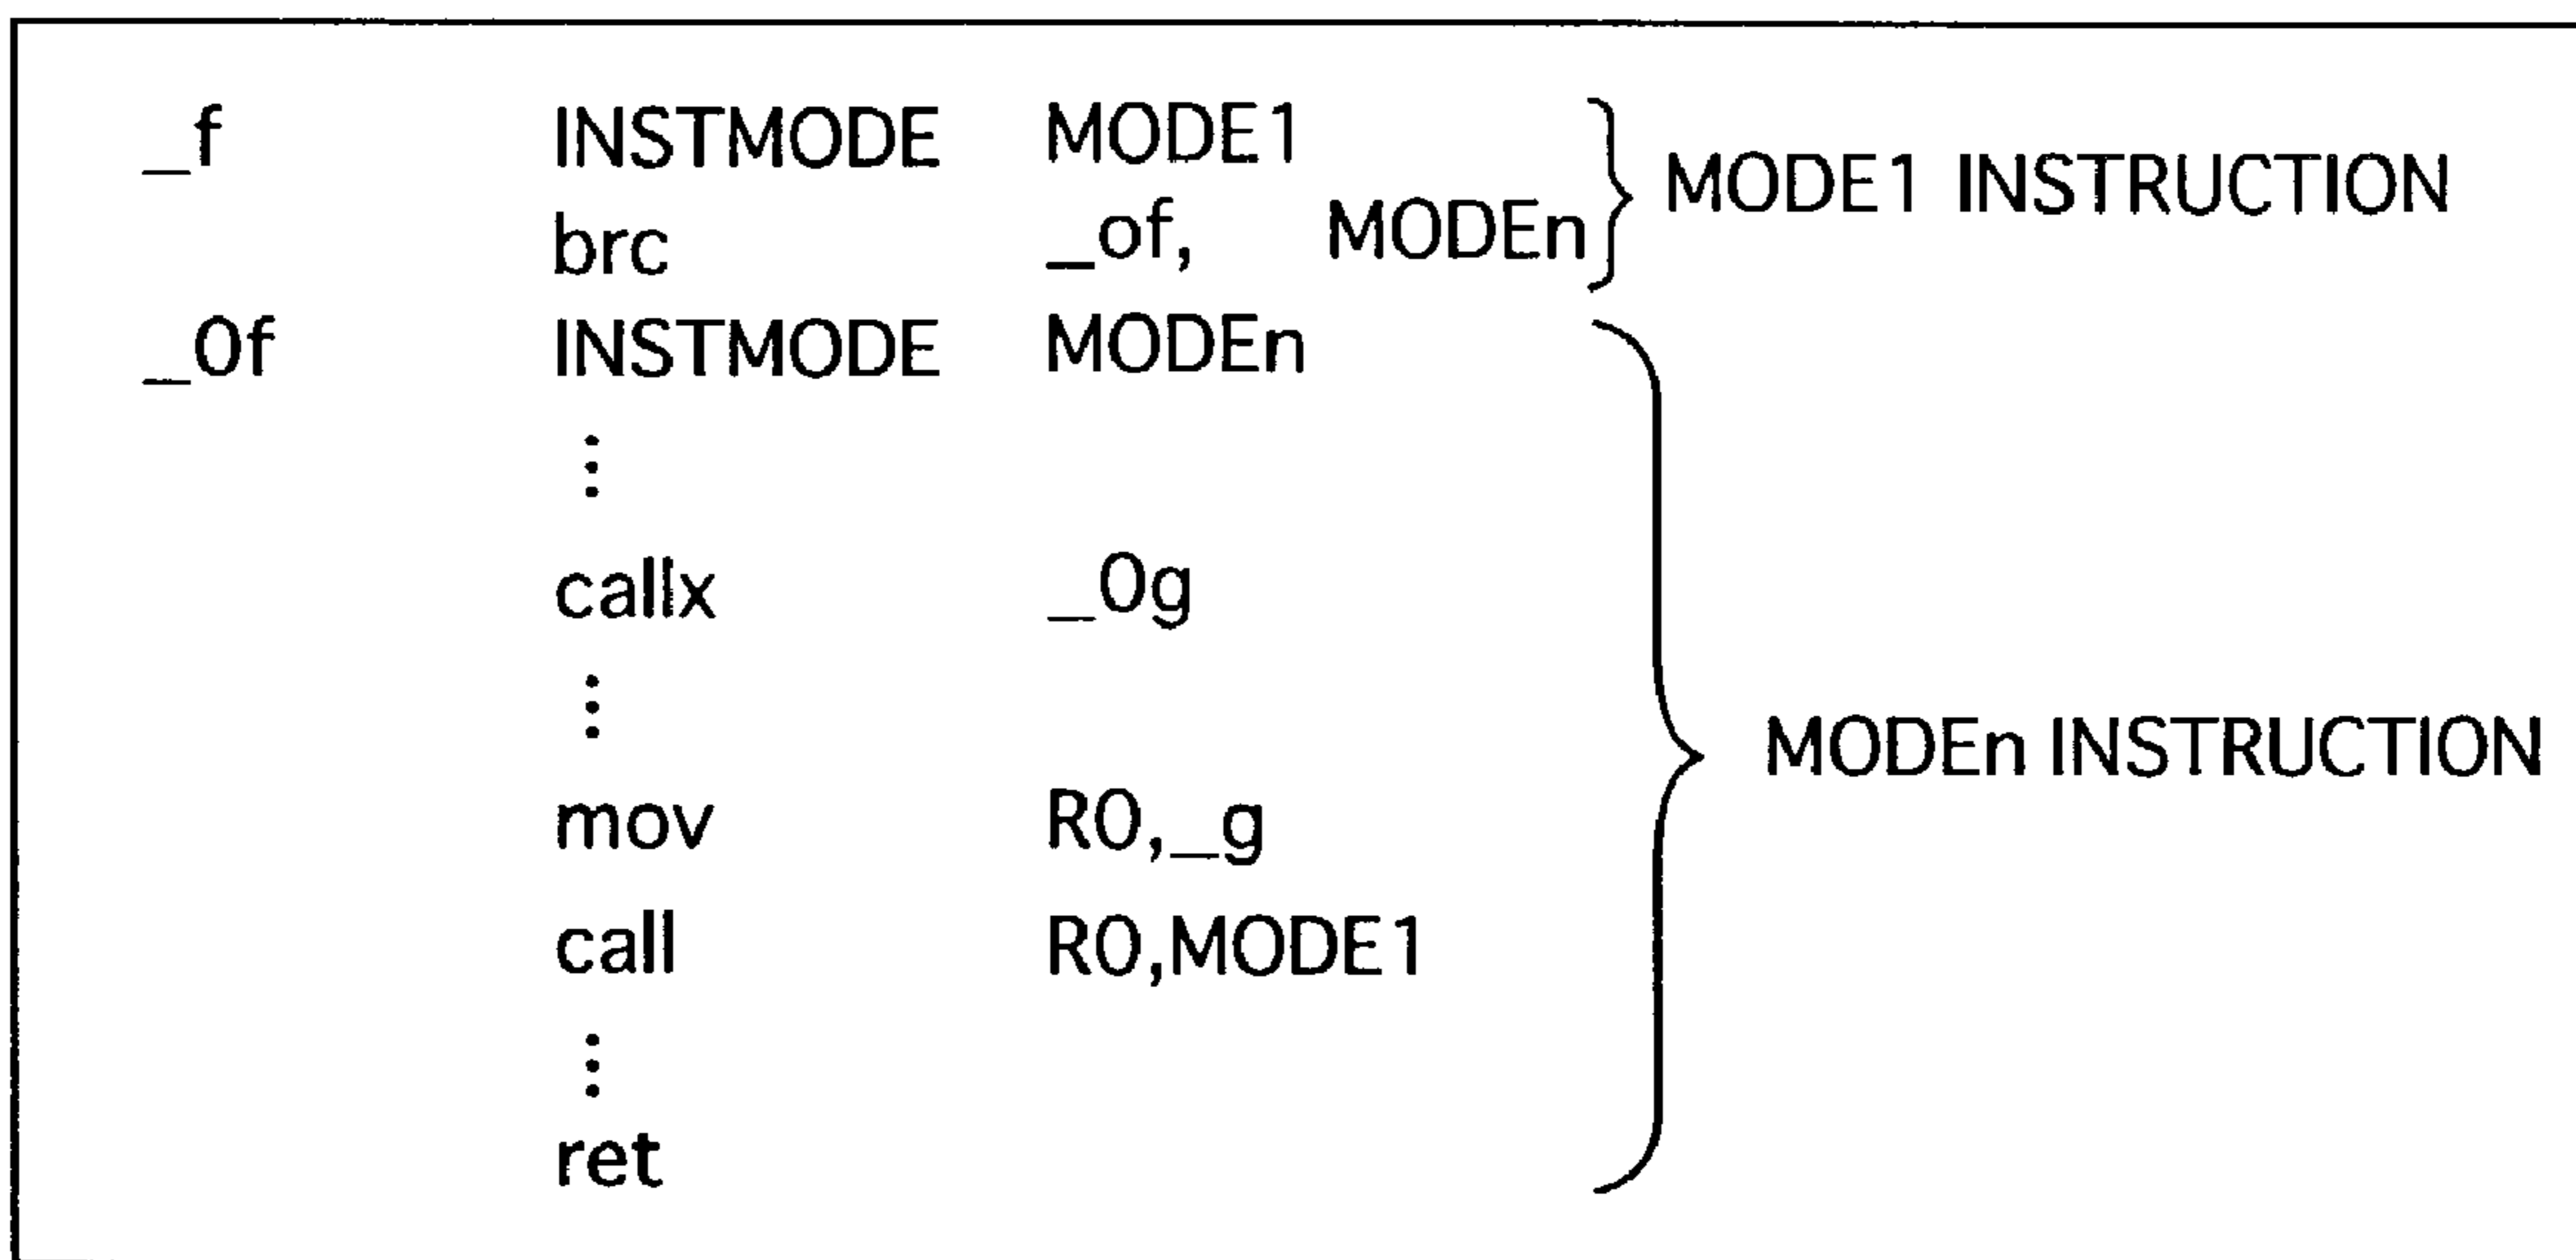 _f INSTMODE MODE1
brc _of, MODEn
MODE1 INSTRUCTION
_0f INSTMODE MODEn
⋮
callx _0g
⋮
MODEn INSTRUCTION
mov R0,_g
call R0,MODE1
⋮
ret